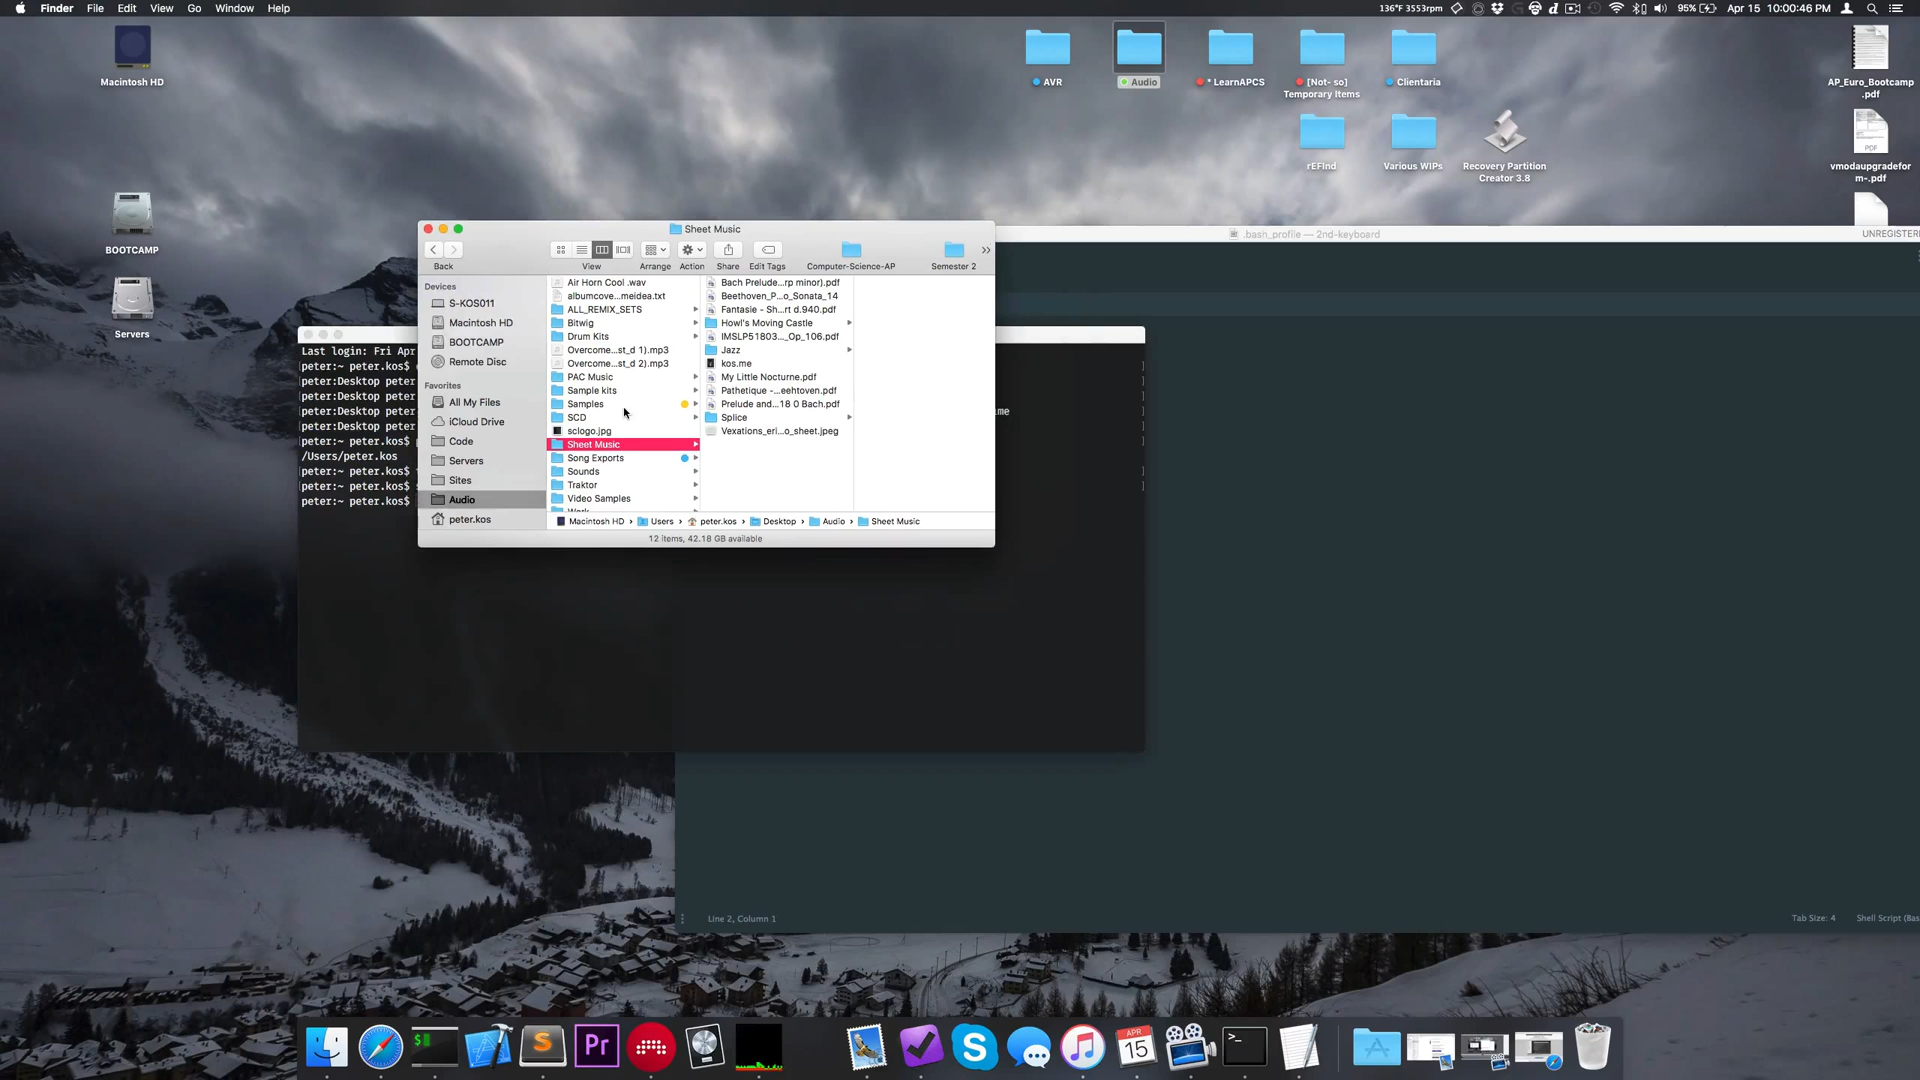 Finder File Edit View Go Window Help
136°F 3553rpm
95%
Apr 15 10:00:46 PM
Macintosh HD
BOOTCAMP
Servers
AVR
Audio
* LearnAPCS
[Not- so]
Temporary Items
Clientaria
rEFInd
Various WIPs
Recovery Partition
Creator 3.8
AP_Euro_Bootcamp
.pdf
PDF
vmodaupgradefor
m-.pdf
.bash_profile — 2nd-keyboard
UNREGISTER
Sheet Music
Back
View
Arrange
Action
Share
Edit Tags
Computer-Science-AP
Semester 2
Devices
S-KOS011
Macintosh HD
BOOTCAMP
Remote Disc
Favorites
All My Files
iCloud Drive
Code
Servers
Sites
Audio
peter.kos
Air Horn Cool .wav
albumcove...meidea.txt
ALL_REMIX_SETS
Bitwig
Drum Kits
Overcome...st_d 1).mp3
Overcome...st_d 2).mp3
PAC Music
Sample kits
Samples
SCD
sclogo.jpg
Sheet Music
Song Exports
Sounds
Traktor
Video Samples
Work
Bach Prelude...rp minor).pdf
Beethoven_P...o_Sonata_14
Fantasie - Sh...rt d.940.pdf
Howl's Moving Castle
IMSLP51803..._Op_106.pdf
Jazz
kos.me
My Little Nocturne.pdf
Pathetique -...eehtoven.pdf
Prelude and...18 0 Bach.pdf
Splice
Vexations_eri...o_sheet.jpeg
Macintosh HD › Users › peter.kos › Desktop › Audio › Sheet Music
12 items, 42.18 GB available
Last login: Fri Apr
[peter:~ peter.kos$
[peter:Desktop peter
[peter:Desktop peter
[peter:Desktop peter
me
[peter:Desktop peter
[peter:~ peter.kos$
/Users/peter.kos
[peter:~ peter.kos$
[peter:~ peter.kos$
peter:~ peter.kos$
Line 2, Column 1
Tab Size: 4
Shell Script (Bas
$
S
Pr
S
APR
15
>_